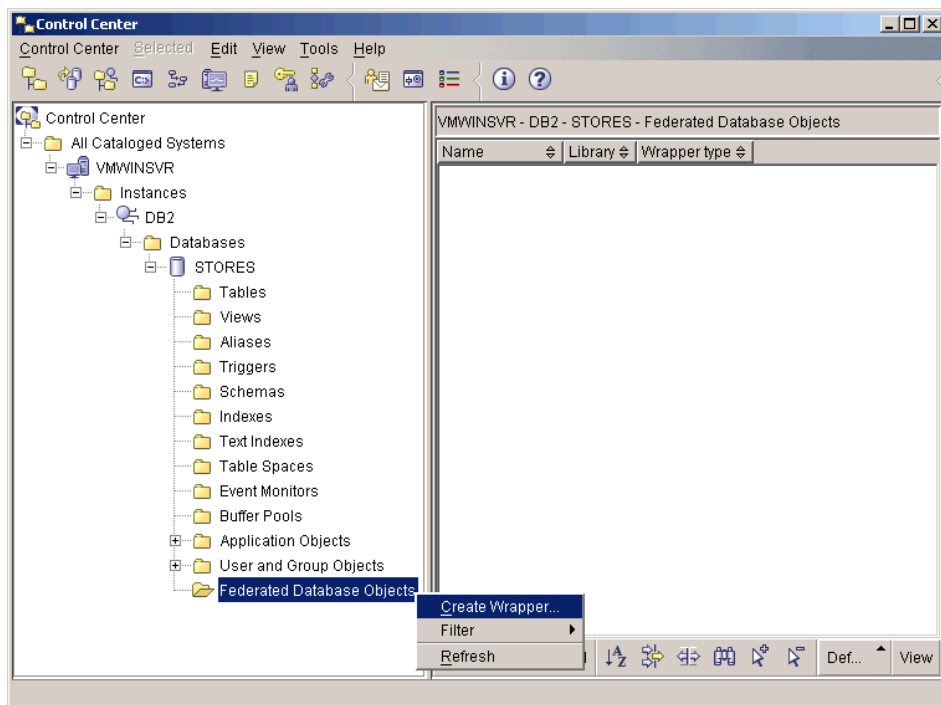 Control Center
Control Center Selected Edit View Tools Help
Control Center
All Cataloged Systems
VMWINSVR
Instances
DB2
Databases
STORES
Tables
Views
Aliases
Triggers
Schemas
Indexes
Text Indexes
Table Spaces
Event Monitors
Buffer Pools
Application Objects
User and Group Objects
Federated Database Objects
VMWINSVR - DB2 - STORES - Federated Database Objects
Name Library Wrapper type
Create Wrapper...
Filter
Refresh
Def... View